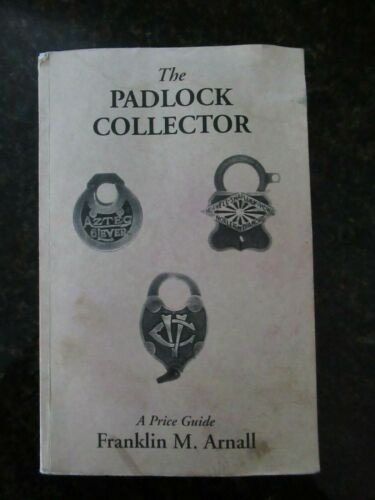 The
PADLOCK
COLLECTOR
AZTEC
6 LEVER
A Price Guide
Franklin M. Arnall